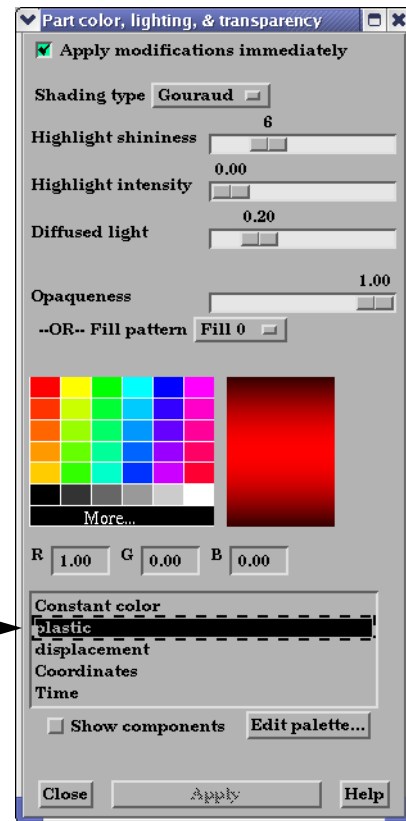 Part color, lighting, & transparency
Apply modifications immediately
Shading type Gouraud
6
Highlight shininess
0.00
Highlight intensity
0.20
Diffused light
1.00
Opaqueness
--OR-- Fill pattern Fill 0
More...
R 1.00 G 0.00 B 0.00
Constant color
plastic
displacement
Coordinates
Time
Show components Edit palette...
Close Apply Help